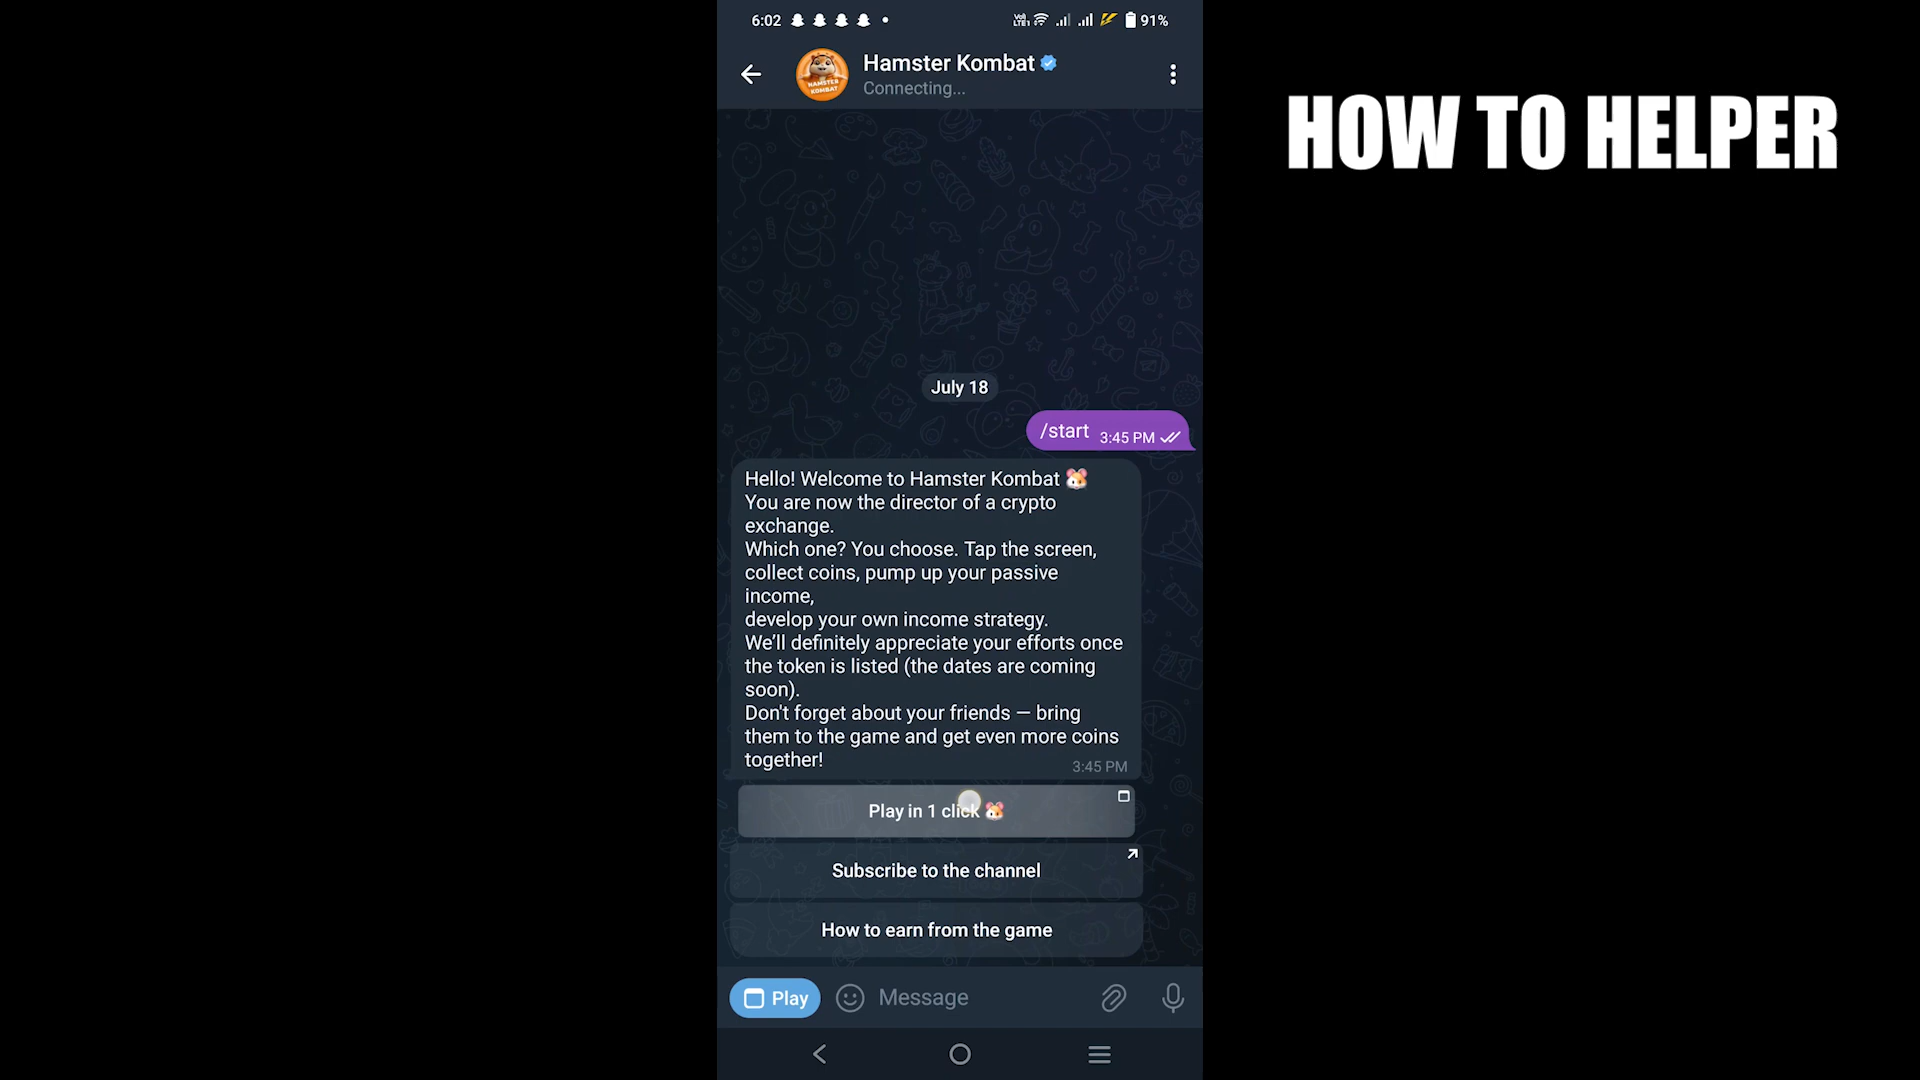 6:02 91%
Hamster Kombat
Connecting...
HOW TO HELPER
July 18
/start 3:45 PM
Hello! Welcome to Hamster Kombat 🐹
You are now the director of a crypto
exchange.
Which one? You choose. Tap the screen,
collect coins, pump up your passive
income,
develop your own income strategy.
We’ll definitely appreciate your efforts once
the token is listed (the dates are coming
soon).
Don't forget about your friends — bring
them to the game and get even more coins
together!
3:45 PM
Play in 1 click 🐹
Subscribe to the channel
How to earn from the game
Play
Message